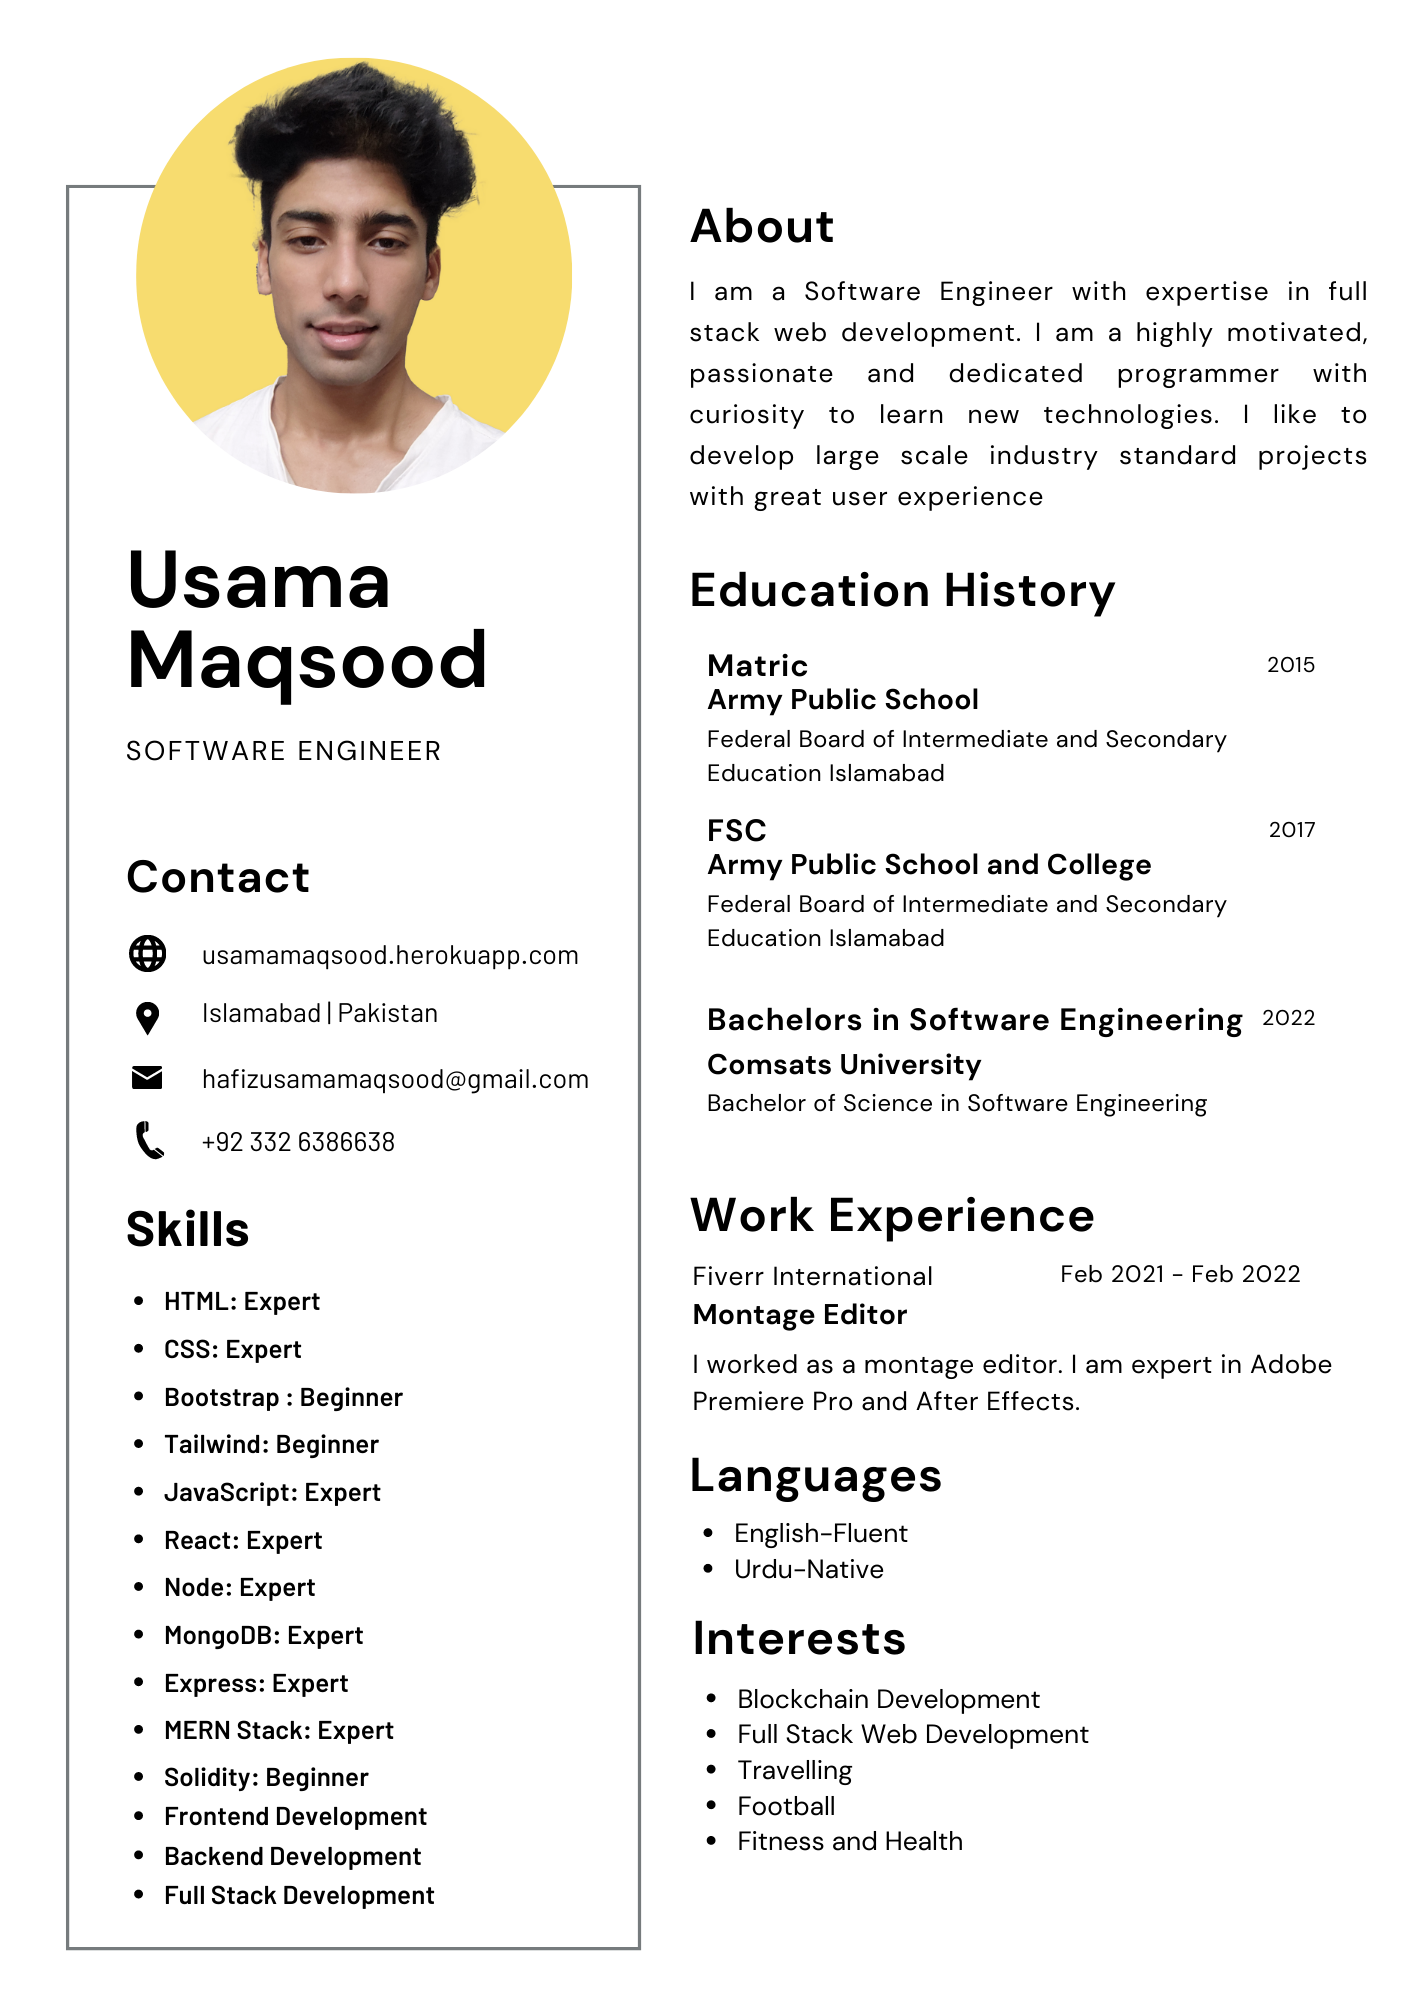 Usama
Maqsood
SOFTWARE ENGINEER
Contact
usamamaqsood.herokuapp.com
Islamabad | Pakistan
hafizusamamaqsood@gmail.com
+92 332 6386638
Skills
• HTML: Expert
• CSS: Expert
• Bootstrap : Beginner
• Tailwind: Beginner
• JavaScript: Expert
• React: Expert
• Node: Expert
• MongoDB: Expert
• Express: Expert
• MERN Stack: Expert
• Solidity: Beginner
• Frontend Development
• Backend Development
• Full Stack Development
About
I am a Software Engineer with expertise in full
stack web development. I am a highly motivated,
passionate and dedicated programmer with
curiosity to learn new technologies. I like to
develop large scale industry standard projects
with great user experience
Education History
Matric 2015
Army Public School
Federal Board of Intermediate and Secondary
Education Islamabad
FSC 2017
Army Public School and College
Federal Board of Intermediate and Secondary
Education Islamabad
Bachelors in Software Engineering 2022
Comsats University
Bachelor of Science in Software Engineering
Work Experience
Fiverr International Feb 2021 - Feb 2022
Montage Editor
I worked as a montage editor. I am expert in Adobe
Premiere Pro and After Effects.
Languages
• English-Fluent
• Urdu-Native
Interests
• Blockchain Development
• Full Stack Web Development
• Travelling
• Football
• Fitness and Health